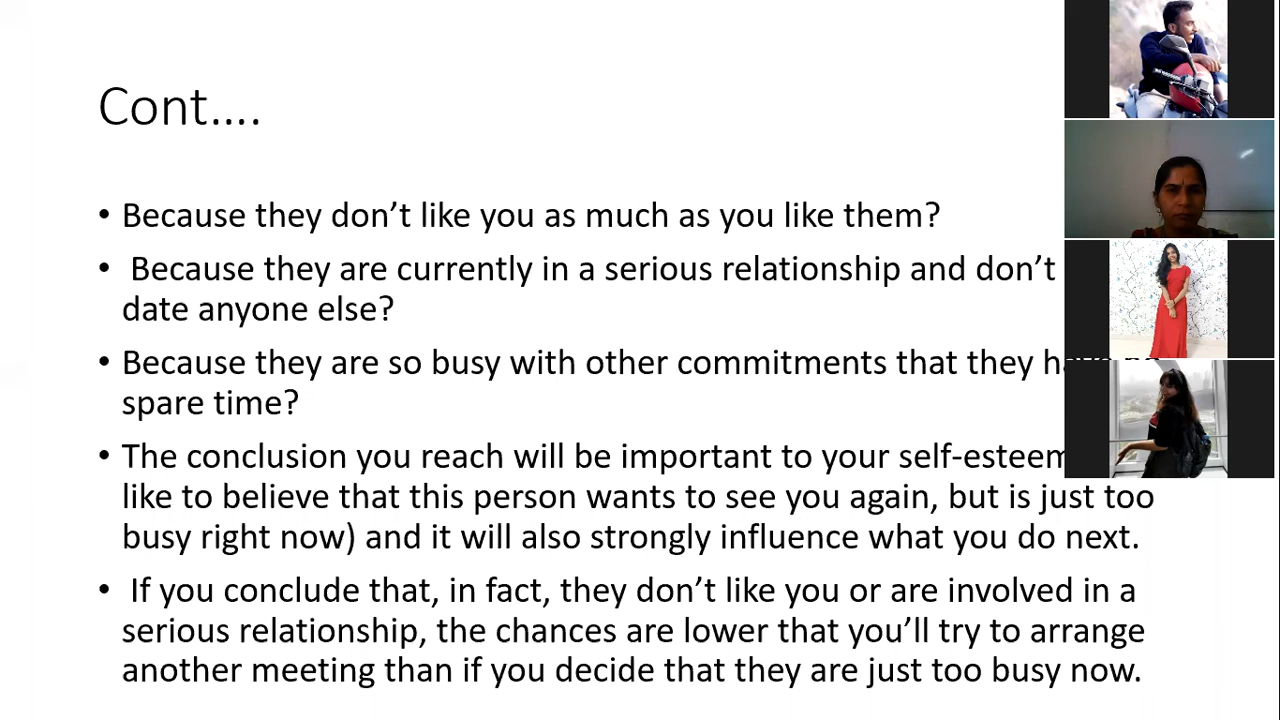 Cont....
• Because they don't like you as much as you like them?
• Because they are currently in a serious relationship and don't
date anyone else?
• Because they are so busy with other commitments that they have no
spare time?
• The conclusion you reach will be important to your self-esteem
like to believe that this person wants to see you again, but is just too
busy right now) and it will also strongly influence what you do next.
• If you conclude that, in fact, they don't like you or are involved in a
serious relationship, the chances are lower that you'll try to arrange
another meeting than if you decide that they are just too busy now.